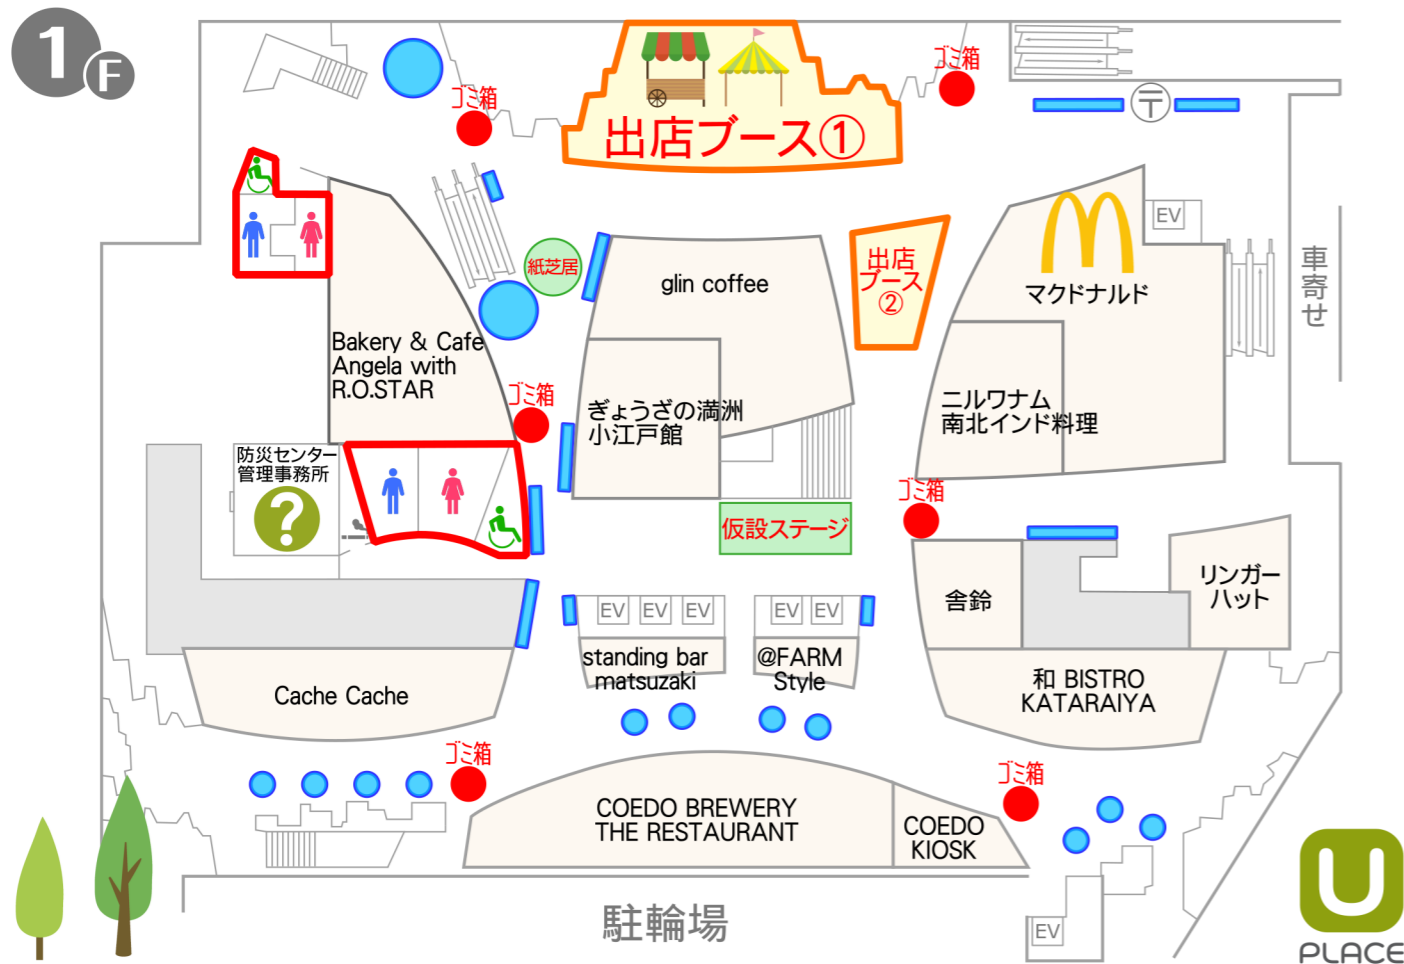 1F
ゴミ箱
出店ブース①
ゴミ箱
〒
EV
車寄せ
紙芝居
glin coffee
出店
ブース
②
マクドナルド
Bakery & Cafe
Angela with
R.O.STAR
ゴミ箱
ぎょうざの満洲
小江戸館
ニルワナム
南北インド料理
防災センター
管理事務所
?
ゴミ箱
仮設ステージ
舎鈴
リンガー
ハット
EV EV EV
EV EV
standing bar
matsuzaki
@FARM
Style
Cache Cache
和 BISTRO
KATARAIYA
ゴミ箱
ゴミ箱
COEDO BREWERY
THE RESTAURANT
COEDO
KIOSK
駐輪場
EV
U
PLACE